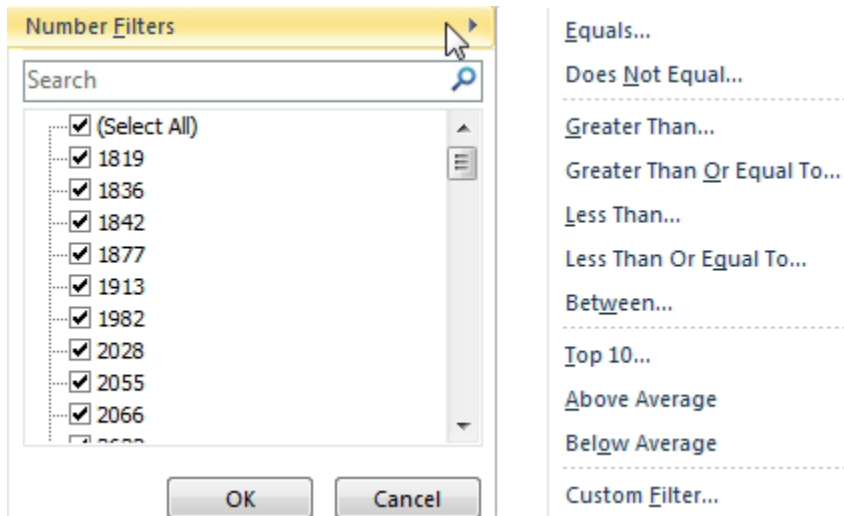 Number Filters
Search
(Select All)
1819
1836
1842
1877
1913
1982
2028
2055
2066
OK
Cancel
Equals...
Does Not Equal...
Greater Than...
Greater Than Or Equal To...
Less Than...
Less Than Or Equal To...
Between...
Top 10...
Above Average
Below Average
Custom Filter...